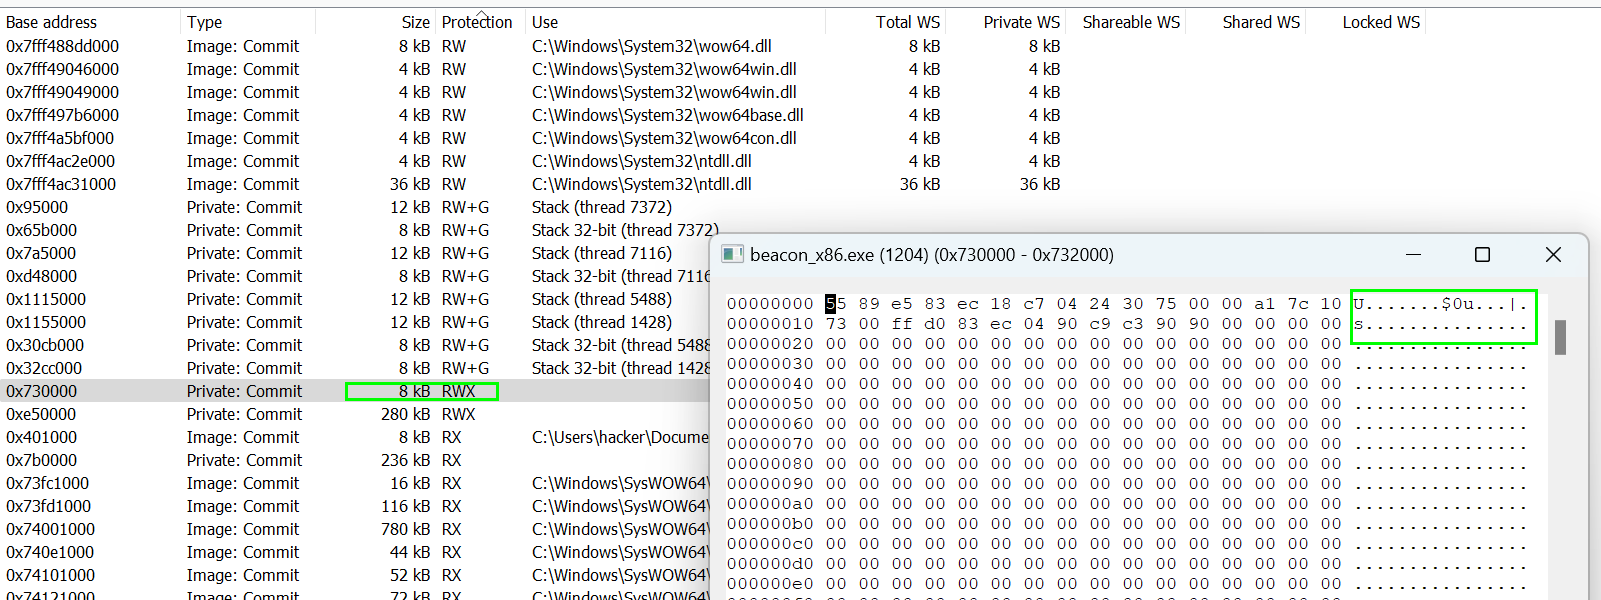 Base address Type Size Protection Use Total WS Private WS Shareable WS Shared WS Locked WS
0x7fff488dd000 Image: Commit 8 kB RW C:\Windows\System32\wow64.dll 8 kB 8 kB
0x7fff49046000 Image: Commit 4 kB RW C:\Windows\System32\wow64win.dll 4 kB 4 kB
0x7fff49049000 Image: Commit 4 kB RW C:\Windows\System32\wow64win.dll 4 kB 4 kB
0x7fff497b6000 Image: Commit 4 kB RW C:\Windows\System32\wow64base.dll 4 kB 4 kB
0x7fff4a5bf000 Image: Commit 4 kB RW C:\Windows\System32\wow64con.dll 4 kB 4 kB
0x7fff4ac2e000 Image: Commit 4 kB RW C:\Windows\System32\ntdll.dll 4 kB 4 kB
0x7fff4ac31000 Image: Commit 36 kB RW C:\Windows\System32\ntdll.dll 36 kB 36 kB
0x95000 Private: Commit 12 kB RW+G Stack (thread 7372)
0x65b000 Private: Commit 8 kB RW+G Stack 32-bit (thread 7372)
0x7a5000 Private: Commit 12 kB RW+G Stack (thread 7116)
0xd48000 Private: Commit 8 kB RW+G Stack 32-bit (thread 7116
0x1115000 Private: Commit 12 kB RW+G Stack (thread 5488)
0x1155000 Private: Commit 12 kB RW+G Stack (thread 1428)
0x30cb000 Private: Commit 8 kB RW+G Stack 32-bit (thread 5488
0x32cc000 Private: Commit 8 kB RW+G Stack 32-bit (thread 1428
0x730000 Private: Commit 8 kB RWX
0xe50000 Private: Commit 280 kB RWX
0x401000 Image: Commit 8 kB RX C:\Users\hacker\Docume
0x7b0000 Private: Commit 236 kB RX
0x73fc1000 Image: Commit 16 kB RX C:\Windows\SysWOW64\
0x73fd1000 Image: Commit 116 kB RX C:\Windows\SysWOW64\
0x74001000 Image: Commit 780 kB RX C:\Windows\SysWOW64\
0x740e1000 Image: Commit 44 kB RX C:\Windows\SysWOW64\
0x74101000 Image: Commit 52 kB RX C:\Windows\SysWOW64\
0x74121000 Image: Commit 72 kB RX C:\Windows\SysWOW64\
beacon_x86.exe (1204) (0x730000 - 0x732000)
00000000 55 89 e5 83 ec 18 c7 04 24 30 75 00 00 a1 7c 10 U.......$0u...|.
00000010 73 00 ff d0 83 ec 04 90 c9 c3 90 90 00 00 00 00 s...............
00000020 00 00 00 00 00 00 00 00 00 00 00 00 00 00 00 00 ................
00000030 00 00 00 00 00 00 00 00 00 00 00 00 00 00 00 00 ................
00000040 00 00 00 00 00 00 00 00 00 00 00 00 00 00 00 00 ................
00000050 00 00 00 00 00 00 00 00 00 00 00 00 00 00 00 00 ................
00000060 00 00 00 00 00 00 00 00 00 00 00 00 00 00 00 00 ................
00000070 00 00 00 00 00 00 00 00 00 00 00 00 00 00 00 00 ................
00000080 00 00 00 00 00 00 00 00 00 00 00 00 00 00 00 00 ................
00000090 00 00 00 00 00 00 00 00 00 00 00 00 00 00 00 00 ................
000000a0 00 00 00 00 00 00 00 00 00 00 00 00 00 00 00 00 ................
000000b0 00 00 00 00 00 00 00 00 00 00 00 00 00 00 00 00 ................
000000c0 00 00 00 00 00 00 00 00 00 00 00 00 00 00 00 00 ................
000000d0 00 00 00 00 00 00 00 00 00 00 00 00 00 00 00 00 ................
000000e0 00 00 00 00 00 00 00 00 00 00 00 00 00 00 00 00 ................